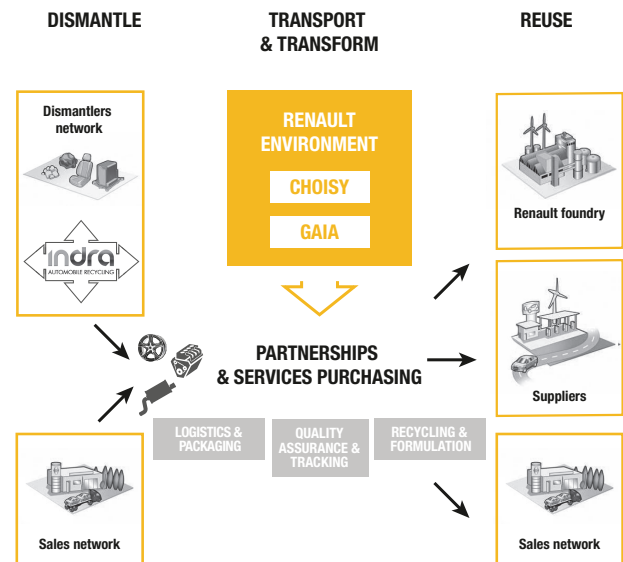 DISMANTLE
TRANSPORT
& TRANSFORM
REUSE
Dismantlers
network
indra
AUTOMOBILE RECYCLING
RENAULT
ENVIRONMENT
CHOISY
GAIA
Renault foundry
PARTNERSHIPS
& SERVICES PURCHASING
Suppliers
LOGISTICS &
PACKAGING
QUALITY
ASSURANCE &
TRACKING
RECYCLING &
FORMULATION
Sales network
Sales network